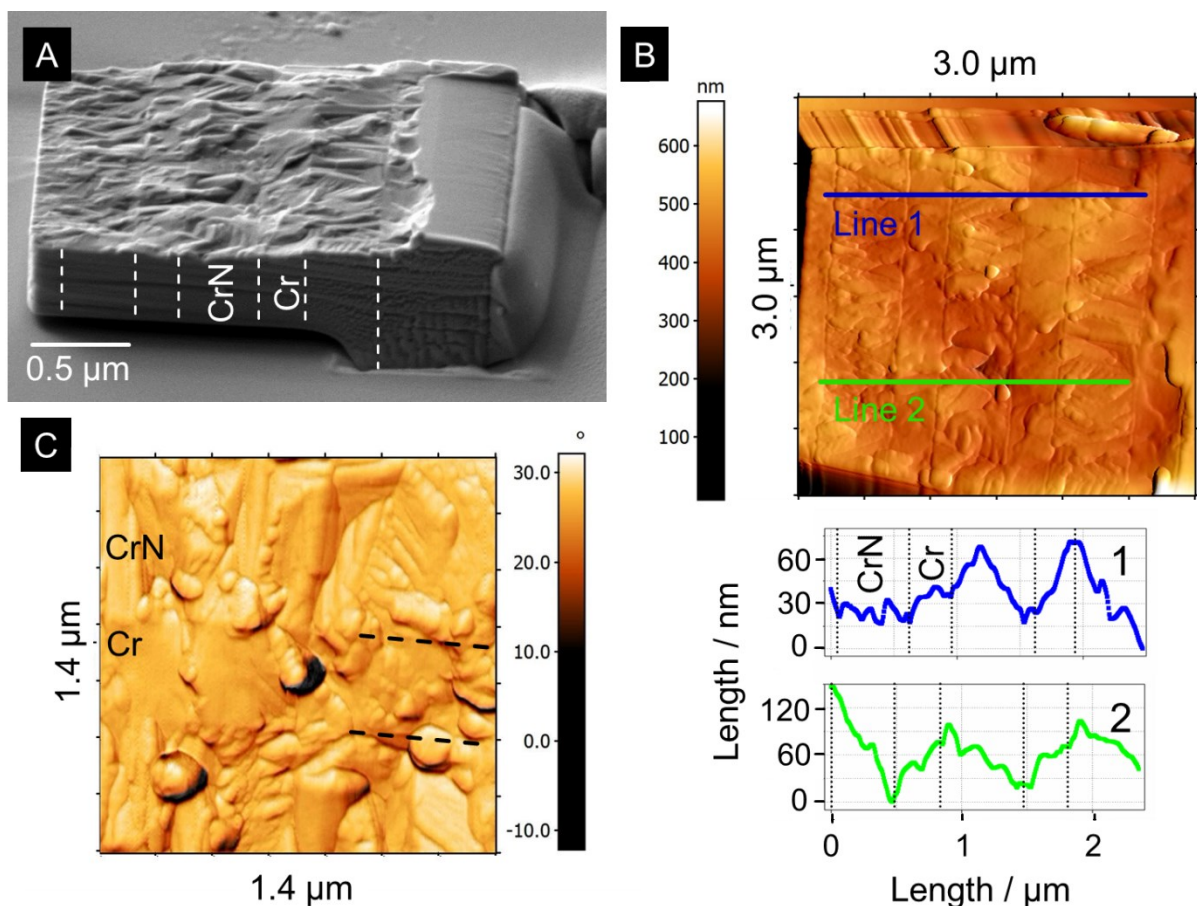 A
CrN
Cr
0.5 µm
B
3.0 µm
nm
600
500
400
300
200
100
3.0 µm
Line 1
Line 2
C
CrN
Cr
1.4 µm
1.4 µm
°
30.0
20.0
10.0
0.0
-10.0
Length / nm
60
30
0
CrN
Cr
1
120
60
0
2
0
1
2
Length / µm